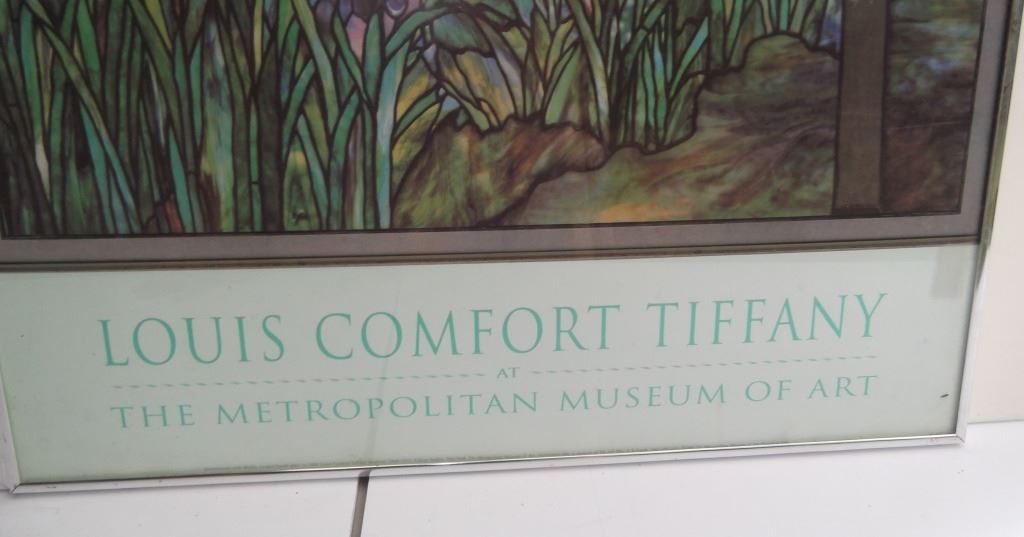 LOUIS COMFORT TIFFANY
AT
THE METROPOLITAN MUSEUM OF ART